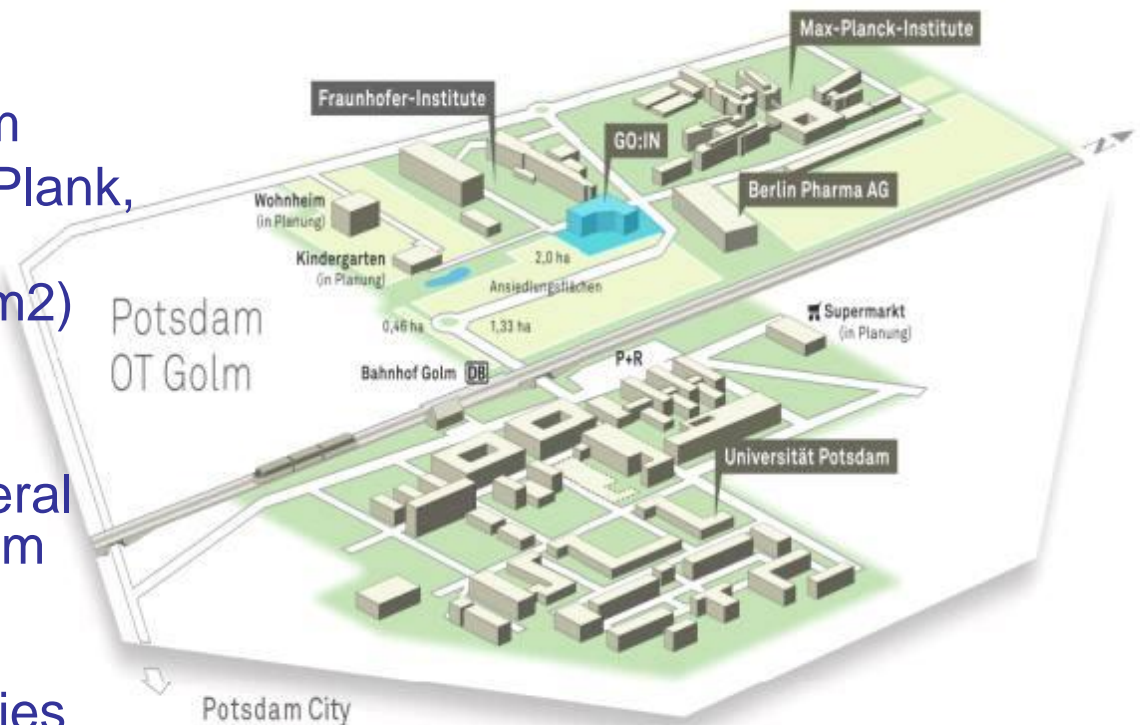 m
Plank,
m2)
eral
m
ies
Max-Planck-Institute
Fraunhofer-Institute
GO:IN
Berlin Pharma AG
Wohnheim
(in Planung)
Kindergarten
(in Planung)
2,0 ha
Ansiedlungsflächen
0,46 ha
1,33 ha
Potsdam
OT Golm
Supermarkt
(in Planung)
P+R
Bahnhof Golm DB
Universität Potsdam
Potsdam City
N